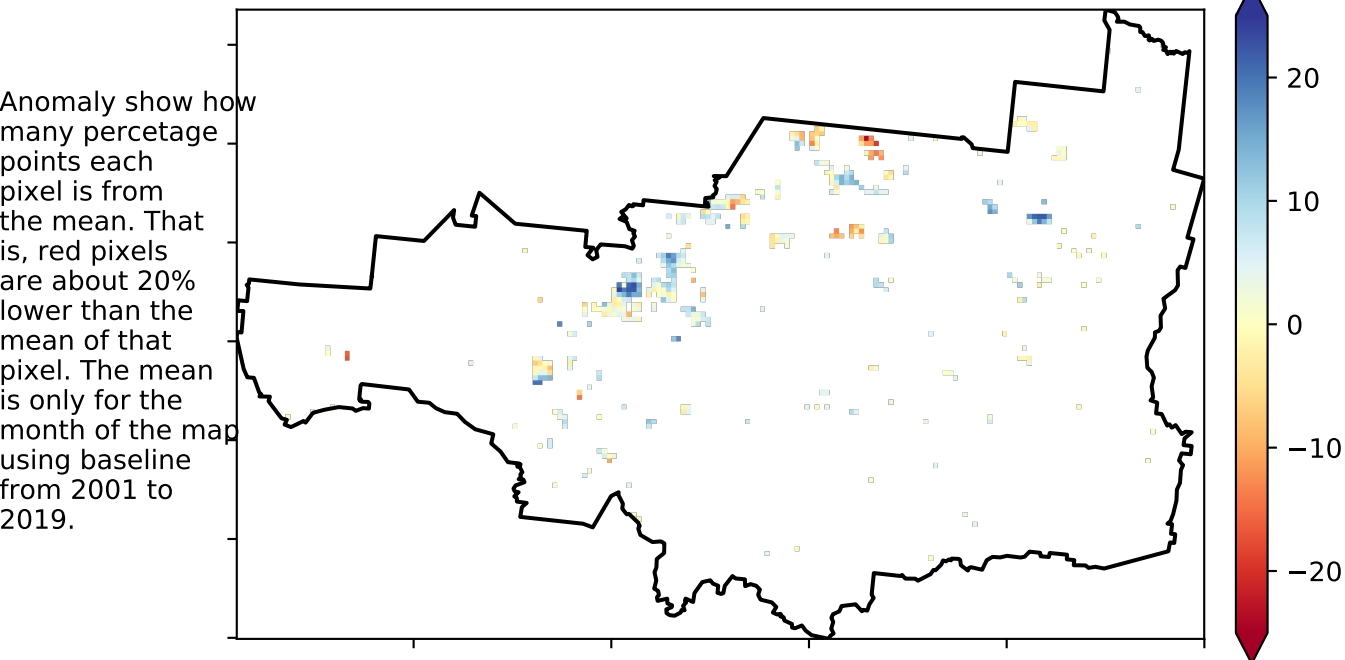 Anomaly show how
many percetage
points each
pixel is from
the mean. That
is, red pixels
are about 20%
lower than the
mean of that
pixel. The mean
is only for the
month of the map
using baseline
from 2001 to
2019.
20
10
0
−10
−20